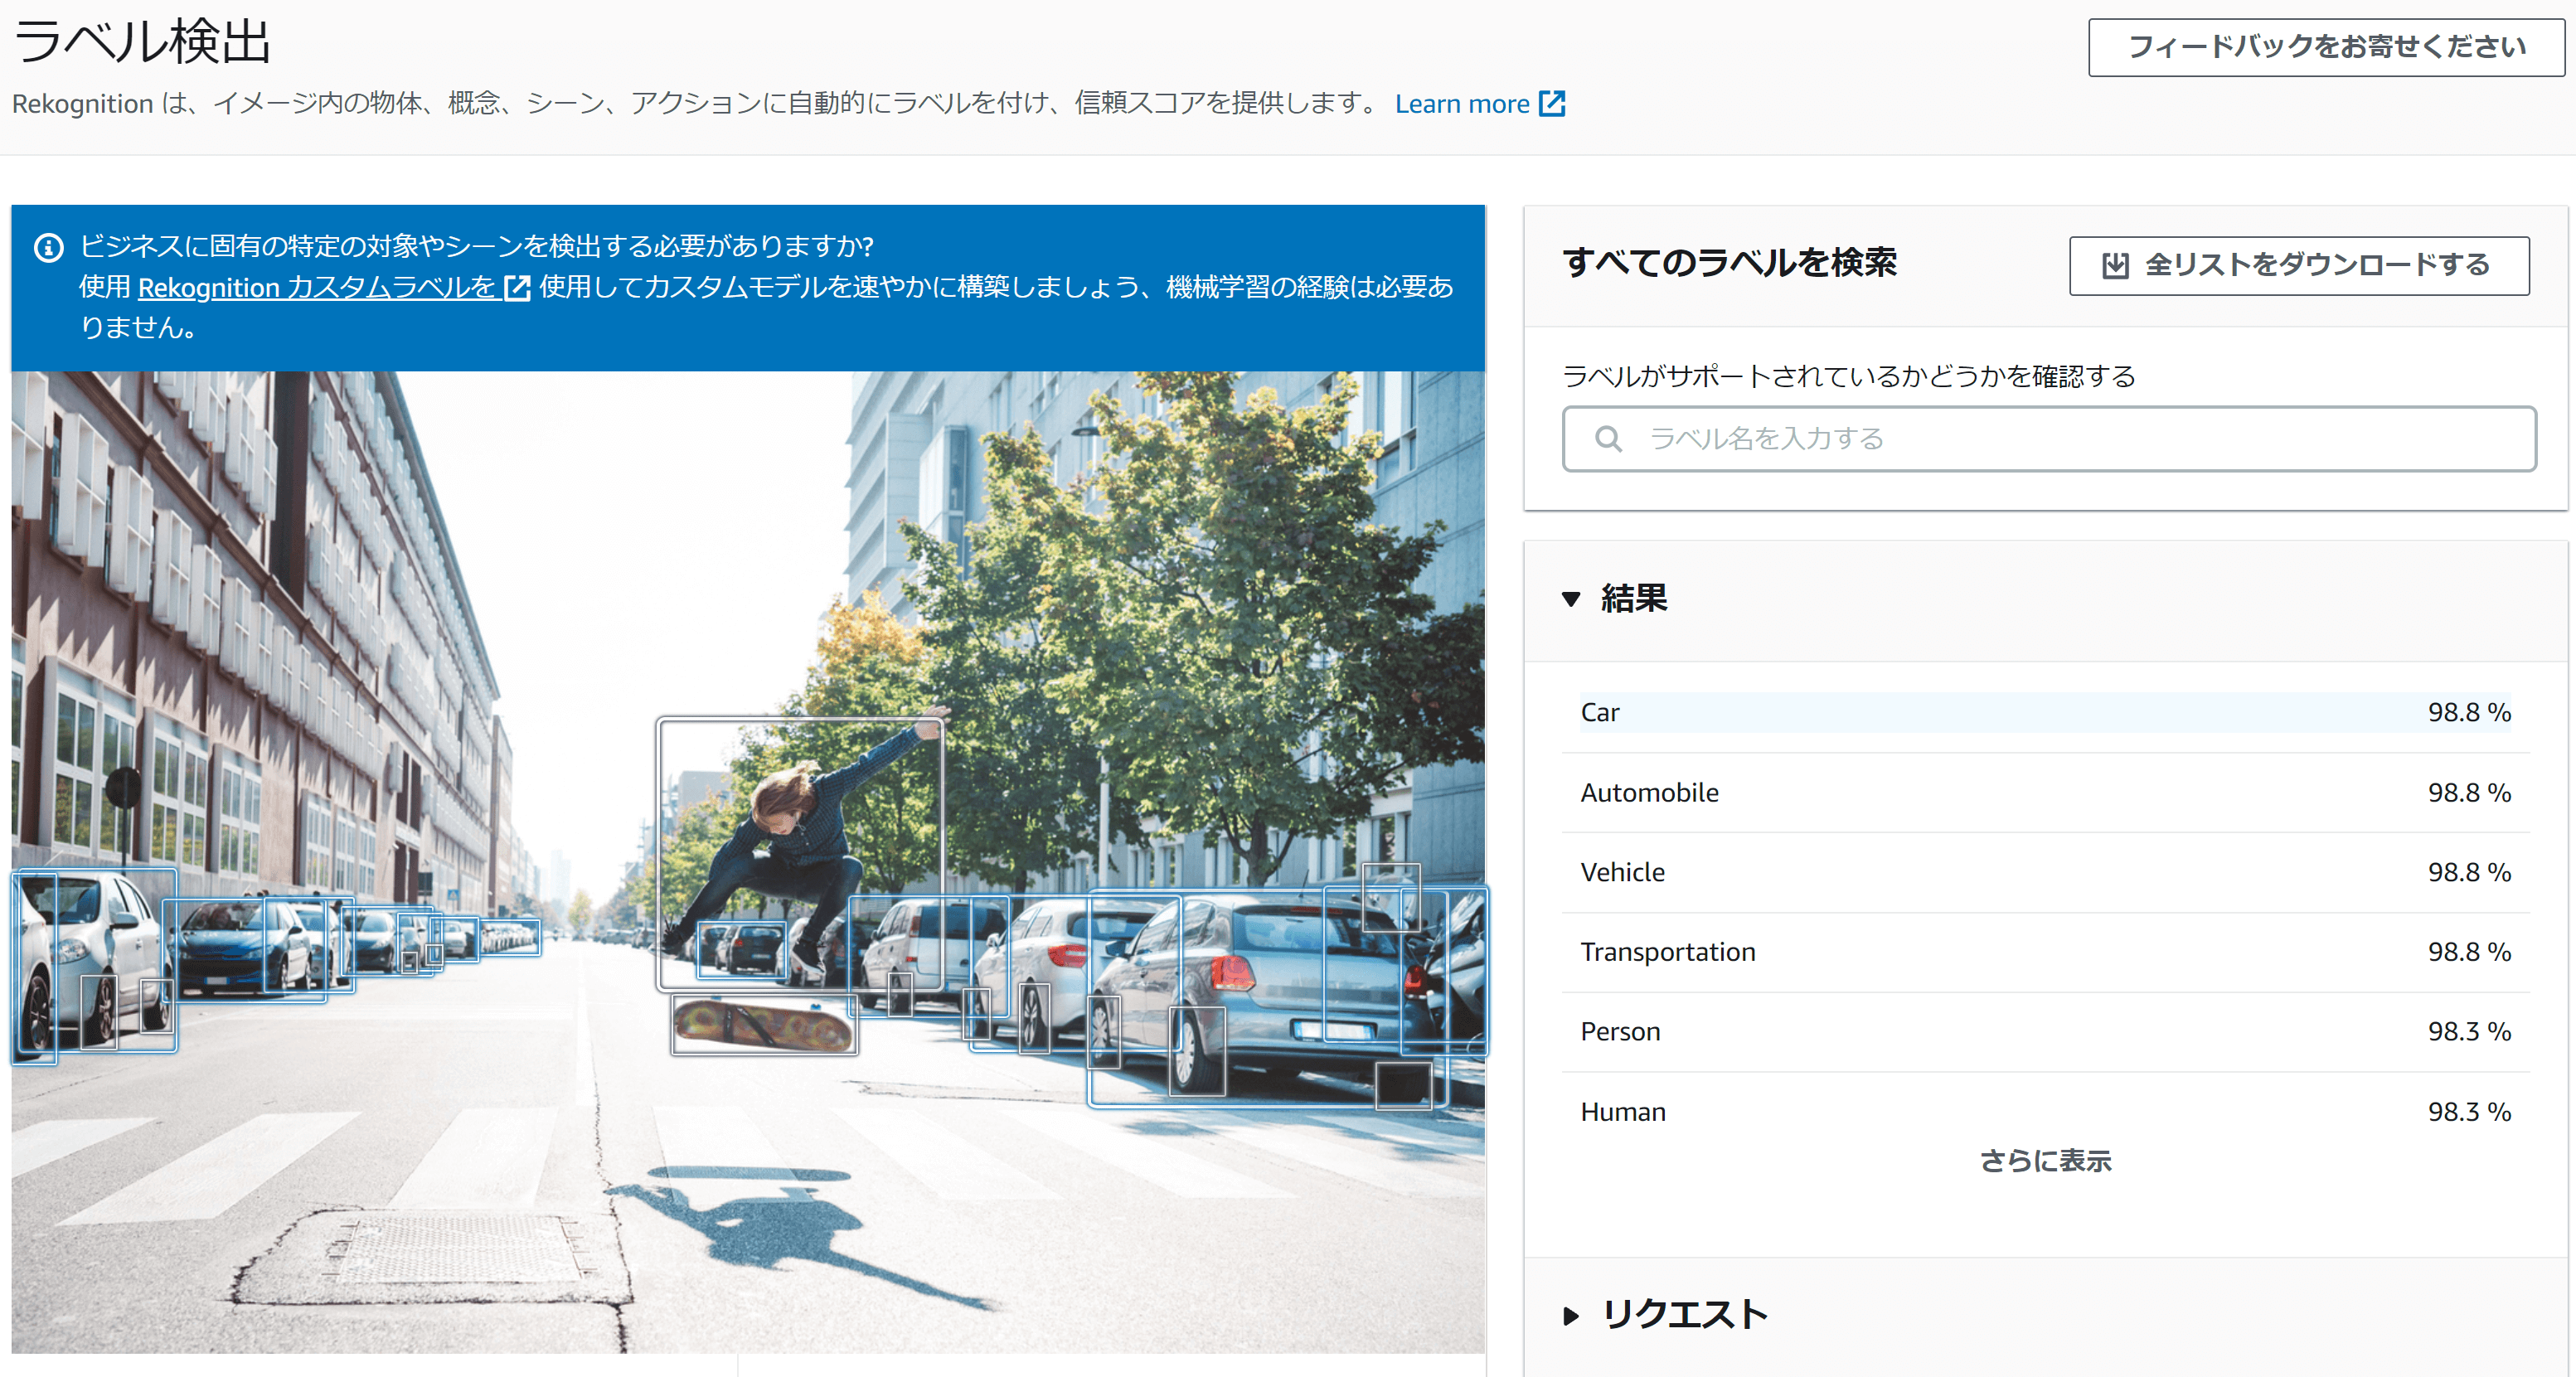 ラベル検出
フィードバックをお寄せください
Rekognition は、イメージ内の物体、概念、シーン、アクションに自動的にラベルを付け、信頼スコアを提供します。 Learn more
ビジネスに固有の特定の対象やシーンを検出する必要がありますか?
使用 Rekognition カスタムラベルを 使用してカスタムモデルを速やかに構築しましょう、機械学習の経験は必要あ
りません。
すべてのラベルを検索
全リストをダウンロードする
ラベルがサポートされているかどうかを確認する
ラベル名を入力する
結果
Car 98.8 %
Automobile 98.8 %
Vehicle 98.8 %
Transportation 98.8 %
Person 98.3 %
Human 98.3 %
さらに表示
リクエスト